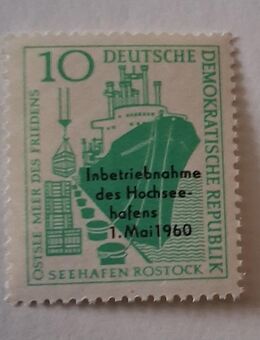 10
DEUTSCHE
DEMOKRATISCHE REPUBLIK
OSTSEE MEER DES FRIEDENS
Inbetriebnahme
des Hochsee-
hafens
1. Mai 1960
SEEHAFEN ROSTOCK